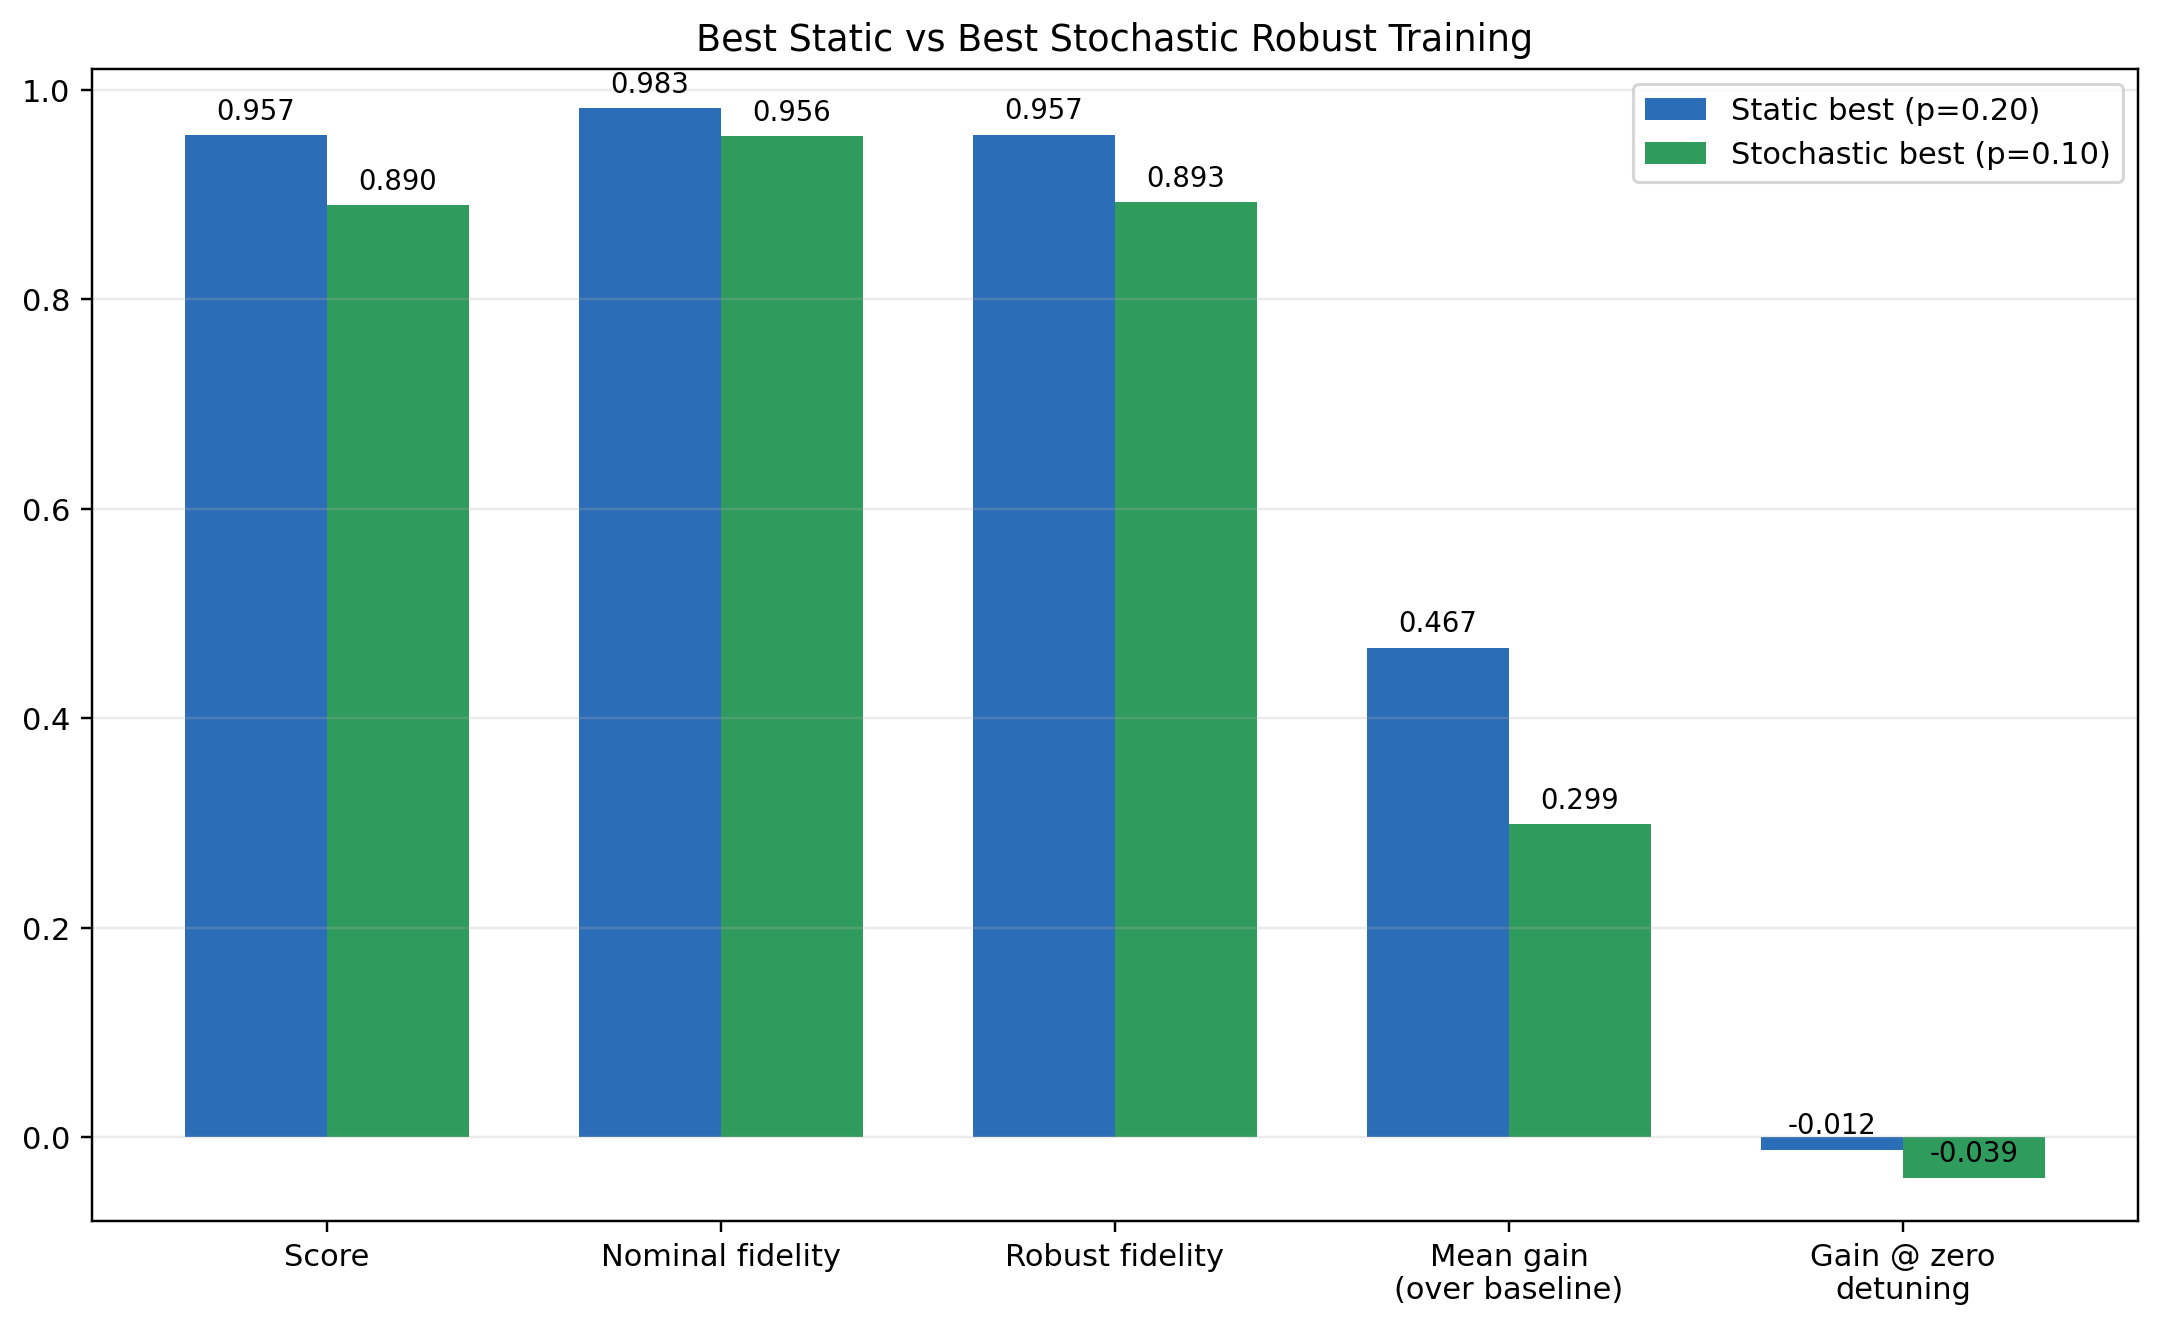 Best Static vs Best Stochastic Robust Training
Static best (p=0.20)
Stochastic best (p=0.10)
1.0
0.8
0.6
0.4
0.2
0.0
0.957
0.890
0.983
0.956
0.957
0.893
0.467
0.299
-0.012
-0.039
Score
Nominal fidelity
Robust fidelity
Mean gain
(over baseline)
Gain @ zero
detuning